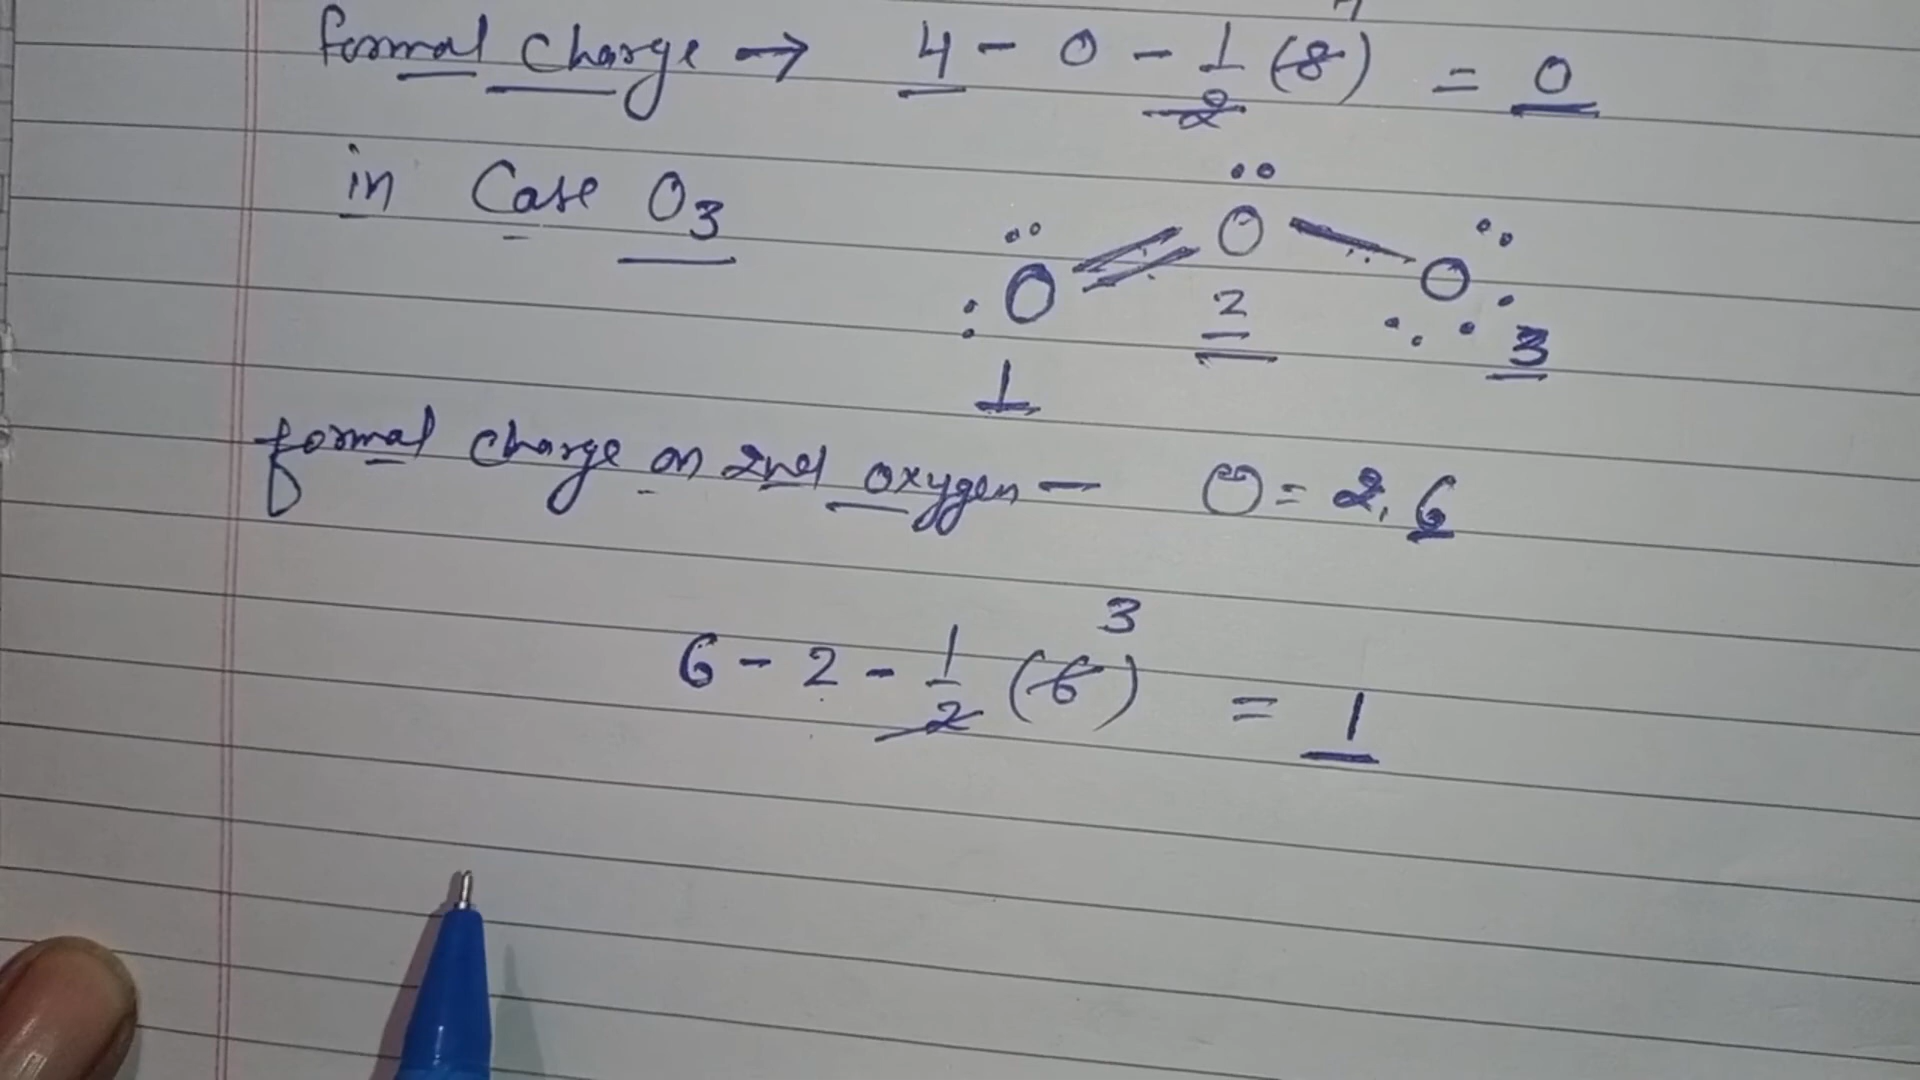 formal charge → 4 - 0 - 1/2 (8) = 0
in Case O3
O = O - O
1 2 3
formal charge on 2nd oxygen — O = 2, 6
6 - 2 - 1/2 (6) 3 = 1